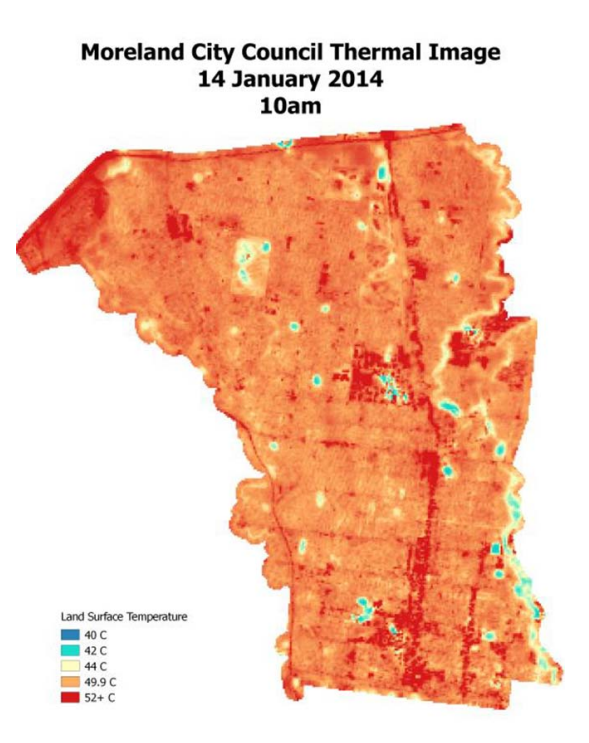 Moreland City Council Thermal Image
14 January 2014
10am
Land Surface Temperature
40 C
42 C
44 C
49.9 C
52+ C